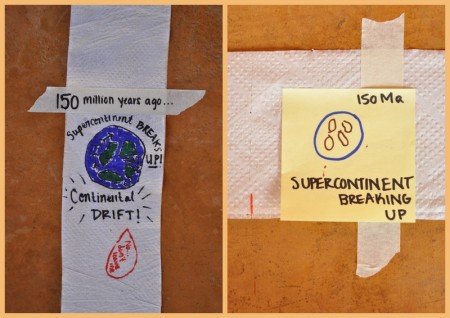 150 million years ago...
Supercontinent BREAKS
UP!
Continental
DRIFT!
150 Ma
SUPERCONTINENT
BREAKING
UP